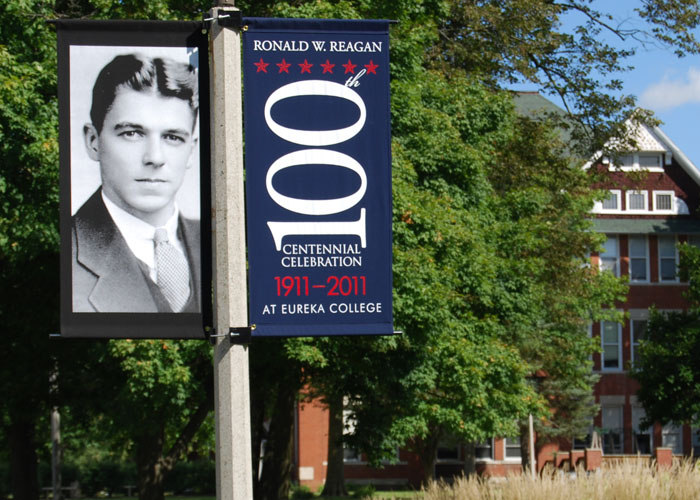 RONALD W. REAGAN
100th
CENTENNIAL
CELEBRATION
1911–2011
AT EUREKA COLLEGE